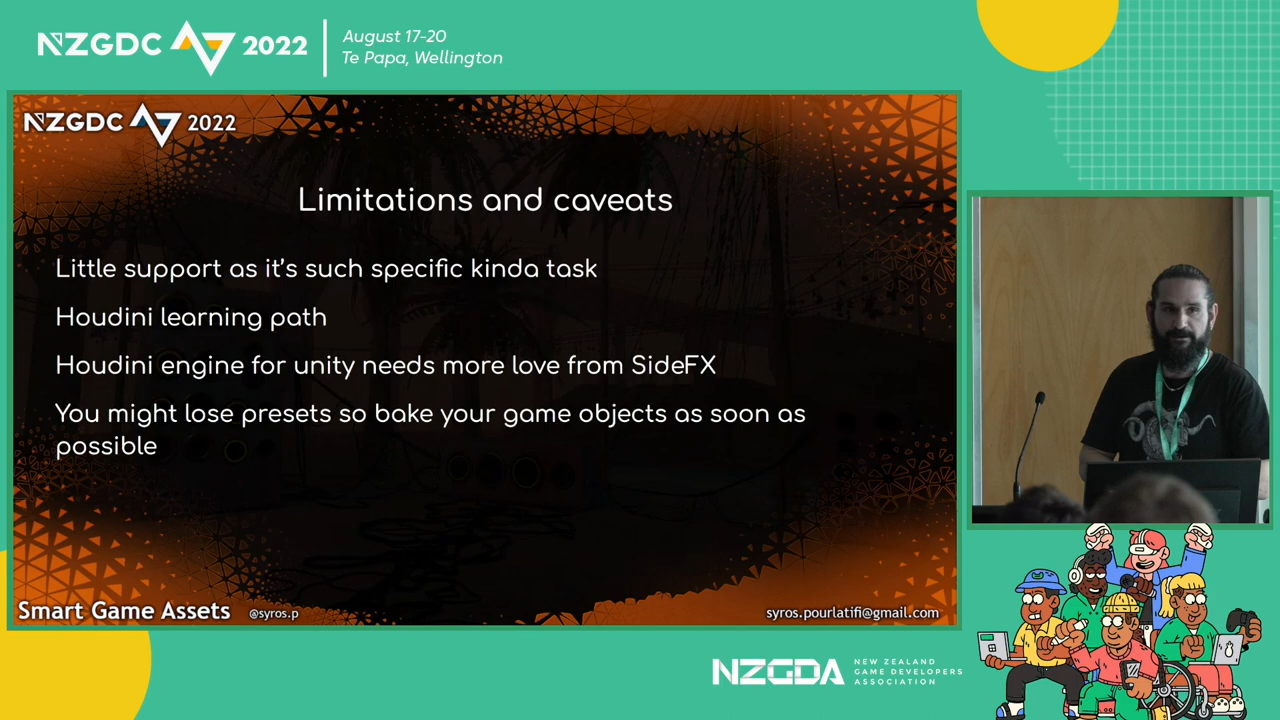 NZGDC 2022
August 17-20
Te Papa, Wellington
NZGDC 2022
Limitations and caveats
Little support as it's such specific kinda task
Houdini learning path
Houdini engine for unity needs more love from SideFX
You might lose presets so bake your game objects as soon as
possible
Smart Game Assets @syros.p syros.pourlatifi@gmail.com
NZGDA NEW ZEALAND
GAME DEVELOPERS
ASSOCIATION